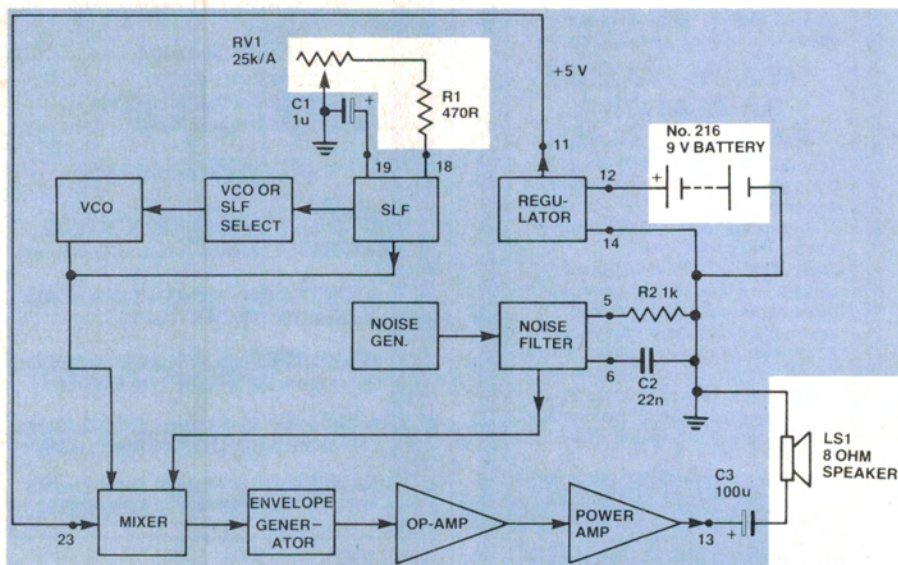 RV1
25k/A
C1
1u
+
R1
470R
+5 V
No. 216
9 V BATTERY
11
19
18
12
+
VCO
VCO OR
SLF
SELECT
SLF
REGU-
LATOR
14
NOISE
GEN.
NOISE
FILTER
5
R2 1k
6
C2
22n
LS1
8 OHM
SPEAKER
C3
100u
23
MIXER
ENVELOPE
GENER-
ATOR
OP-AMP
POWER
AMP
13
+